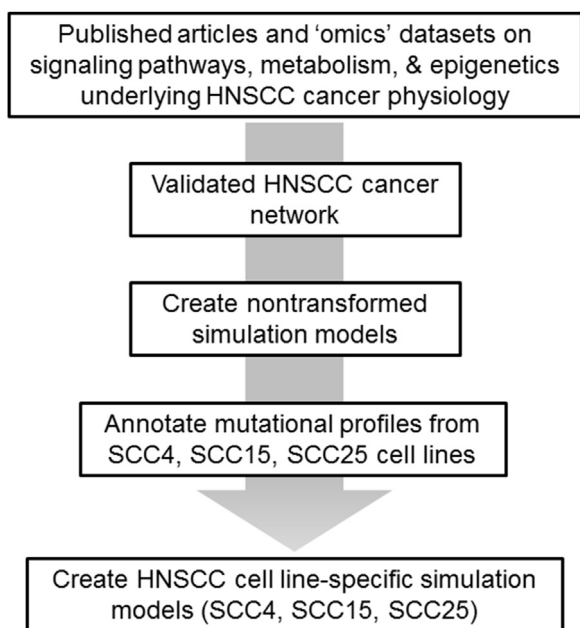 Published articles and ‘omics’ datasets on
signaling pathways, metabolism, & epigenetics
underlying HNSCC cancer physiology
Validated HNSCC cancer
network
Create nontransformed
simulation models
Annotate mutational profiles from
SCC4, SCC15, SCC25 cell lines
Create HNSCC cell line-specific simulation
models (SCC4, SCC15, SCC25)